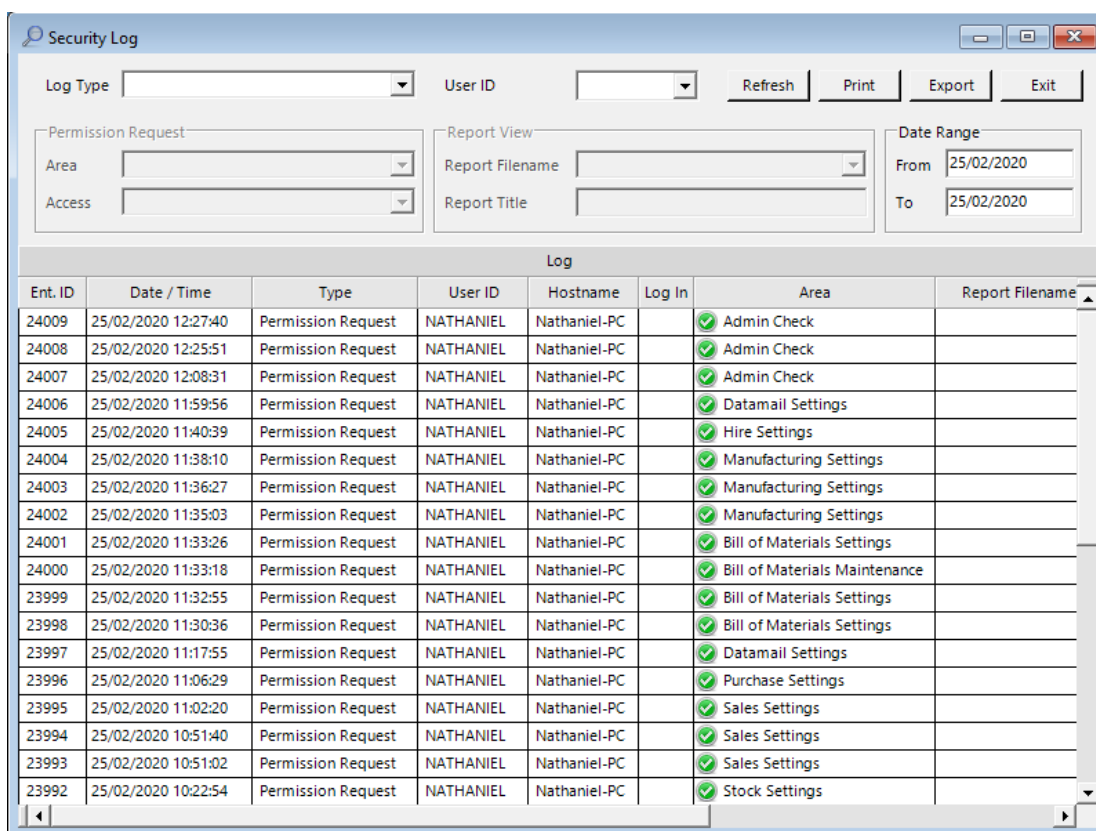 Security Log
Log Type User ID Refresh Print Export Exit
Permission Request Report View Date Range
Area Report Filename From 25/02/2020
Access Report Title To 25/02/2020
Log
Ent. ID Date / Time Type User ID Hostname Log In Area Report Filename
24009 25/02/2020 12:27:40 Permission Request NATHANIEL Nathaniel-PC Admin Check
24008 25/02/2020 12:25:51 Permission Request NATHANIEL Nathaniel-PC Admin Check
24007 25/02/2020 12:08:31 Permission Request NATHANIEL Nathaniel-PC Admin Check
24006 25/02/2020 11:59:56 Permission Request NATHANIEL Nathaniel-PC Datamail Settings
24005 25/02/2020 11:40:39 Permission Request NATHANIEL Nathaniel-PC Hire Settings
24004 25/02/2020 11:38:10 Permission Request NATHANIEL Nathaniel-PC Manufacturing Settings
24003 25/02/2020 11:36:27 Permission Request NATHANIEL Nathaniel-PC Manufacturing Settings
24002 25/02/2020 11:35:03 Permission Request NATHANIEL Nathaniel-PC Manufacturing Settings
24001 25/02/2020 11:33:26 Permission Request NATHANIEL Nathaniel-PC Bill of Materials Settings
24000 25/02/2020 11:33:18 Permission Request NATHANIEL Nathaniel-PC Bill of Materials Maintenance
23999 25/02/2020 11:32:55 Permission Request NATHANIEL Nathaniel-PC Bill of Materials Settings
23998 25/02/2020 11:30:36 Permission Request NATHANIEL Nathaniel-PC Bill of Materials Settings
23997 25/02/2020 11:17:55 Permission Request NATHANIEL Nathaniel-PC Datamail Settings
23996 25/02/2020 11:06:29 Permission Request NATHANIEL Nathaniel-PC Purchase Settings
23995 25/02/2020 11:02:20 Permission Request NATHANIEL Nathaniel-PC Sales Settings
23994 25/02/2020 10:51:40 Permission Request NATHANIEL Nathaniel-PC Sales Settings
23993 25/02/2020 10:51:02 Permission Request NATHANIEL Nathaniel-PC Sales Settings
23992 25/02/2020 10:22:54 Permission Request NATHANIEL Nathaniel-PC Stock Settings